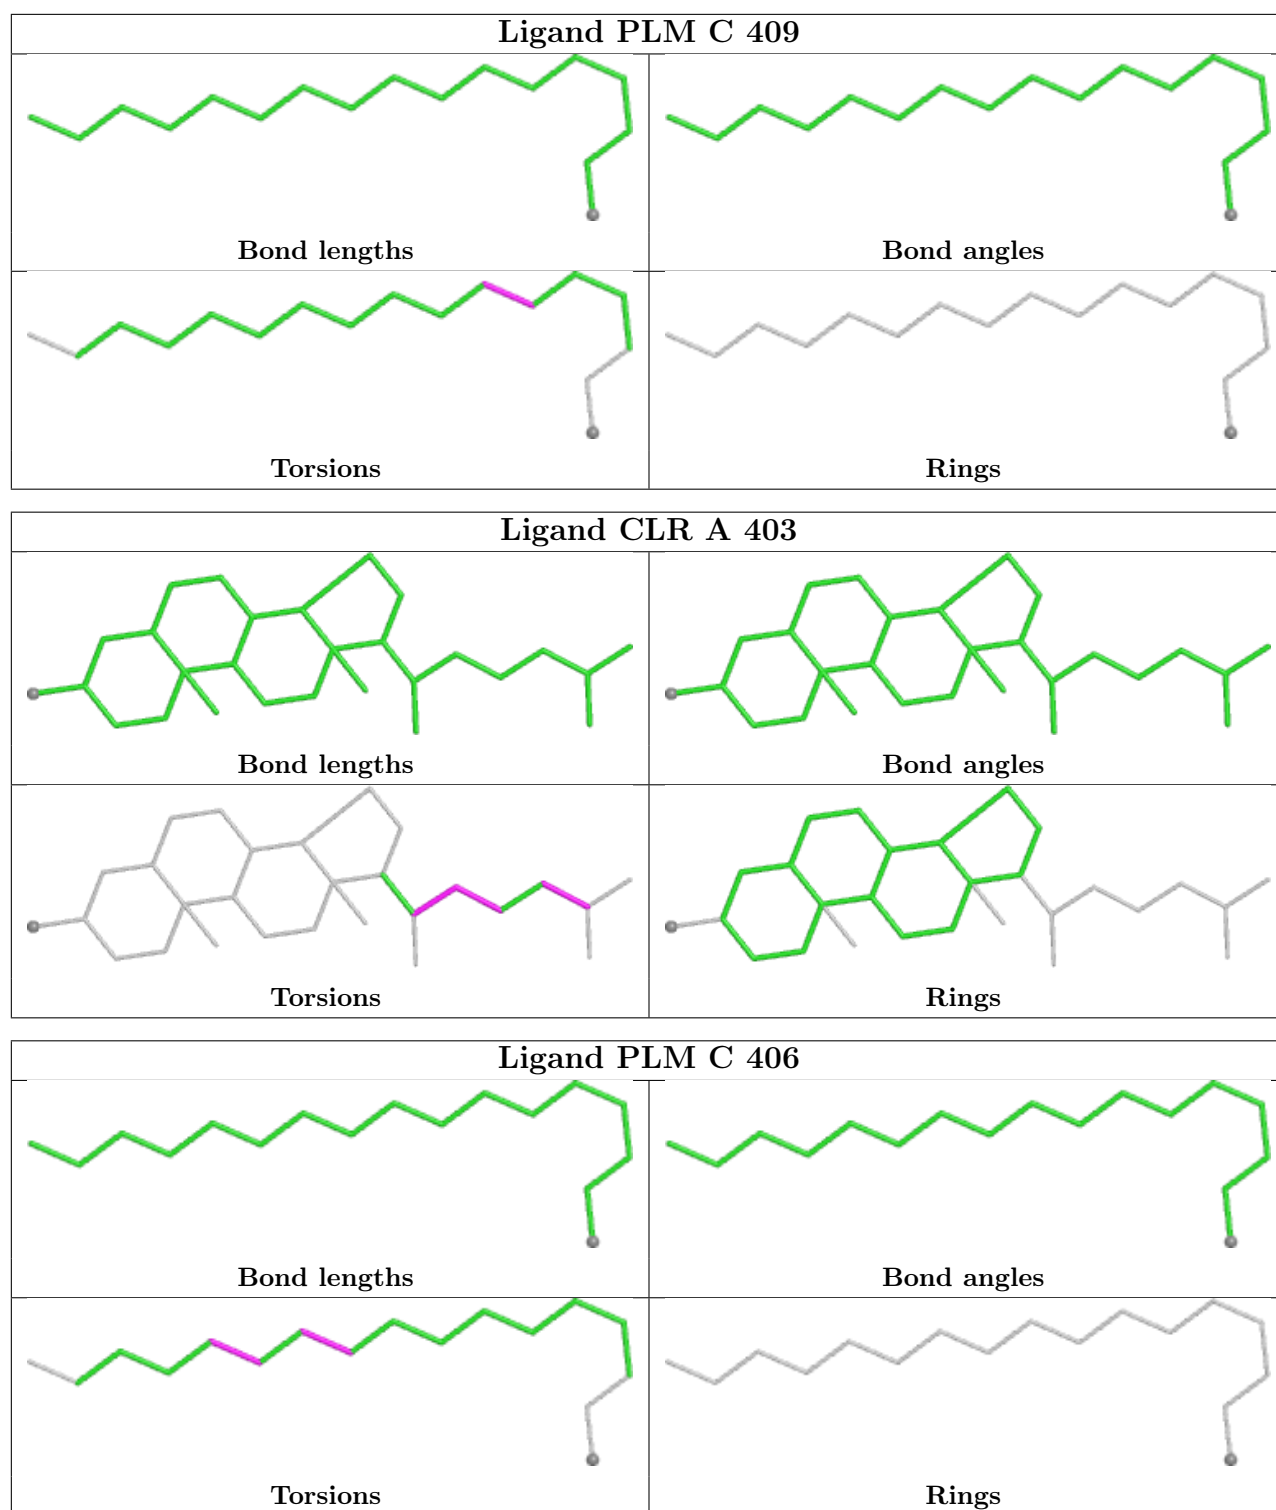 Ligand PLM C 409
Bond lengths
Bond angles
Torsions
Rings
Ligand CLR A 403
Bond lengths
Bond angles
Torsions
Rings
Ligand PLM C 406
Bond lengths
Bond angles
Torsions
Rings